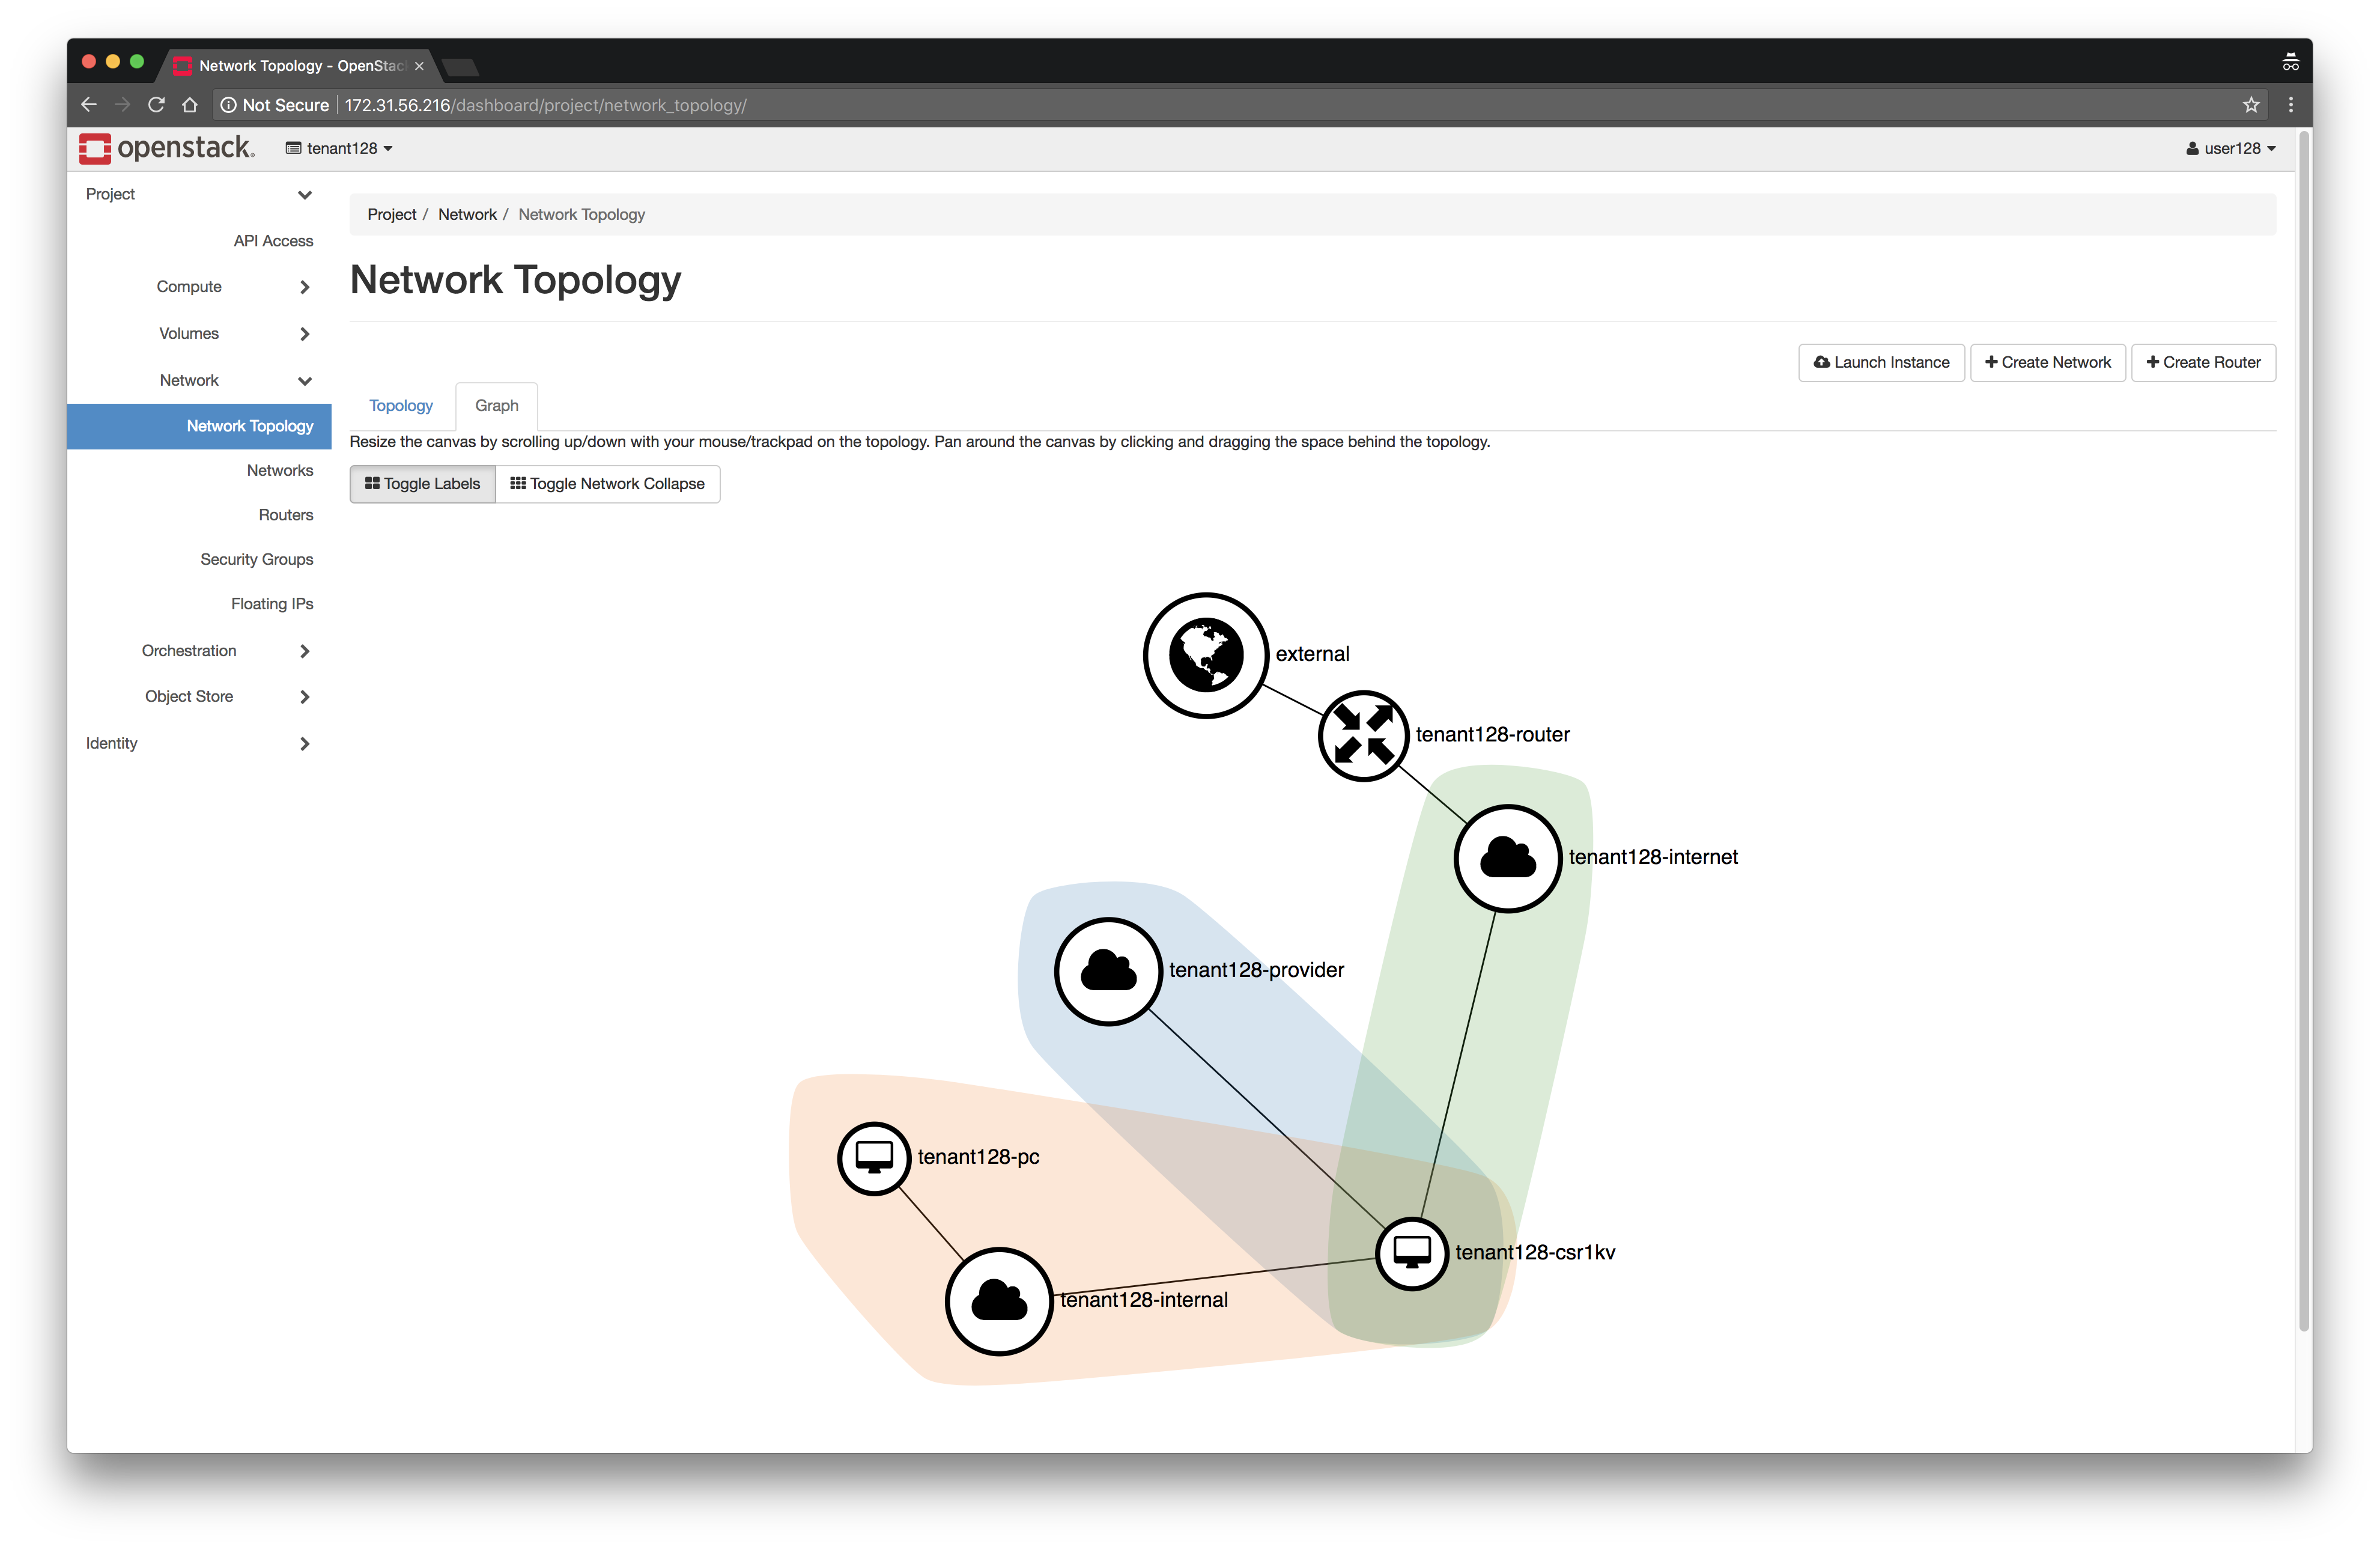 Network Topology - OpenStac
Not Secure 172.31.56.216/dashboard/project/network_topology/
openstack. tenant128 user128
Project
API Access
Compute
Volumes
Network
Network Topology
Networks
Routers
Security Groups
Floating IPs
Orchestration
Object Store
Identity
Project / Network / Network Topology
Network Topology
Launch Instance + Create Network + Create Router
Topology Graph
Resize the canvas by scrolling up/down with your mouse/trackpad on the topology. Pan around the canvas by clicking and dragging the space behind the topology.
Toggle Labels Toggle Network Collapse
external
tenant128-router
tenant128-internet
tenant128-provider
tenant128-pc
tenant128-csr1kv
tenant128-internal